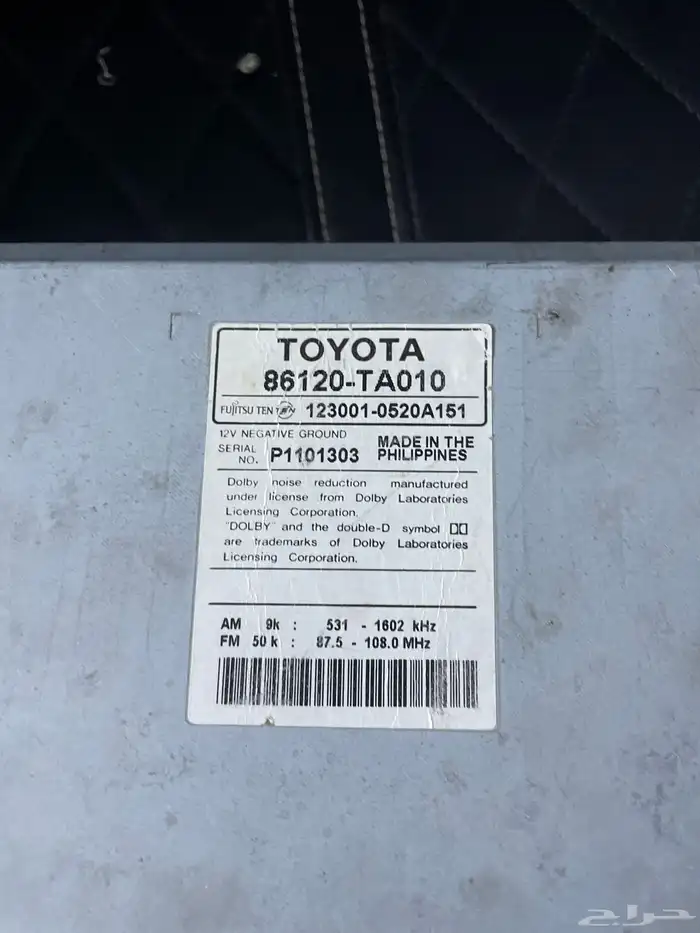 TOYOTA
86120-TA010
FUJITSU TEN TEN 123001-0520A151
12V NEGATIVE GROUND
SERIAL NO. P1101303 MADE IN THE PHILIPPINES
Dolby noise reduction manufactured
under license from Dolby Laboratories
Licensing Corporation.
"DOLBY" and the double-D symbol
are trademarks of Dolby Laboratories
Licensing Corporation.
AM 9k : 531 - 1602 kHz
FM 50k : 87.5 - 108.0 MHz
حراج